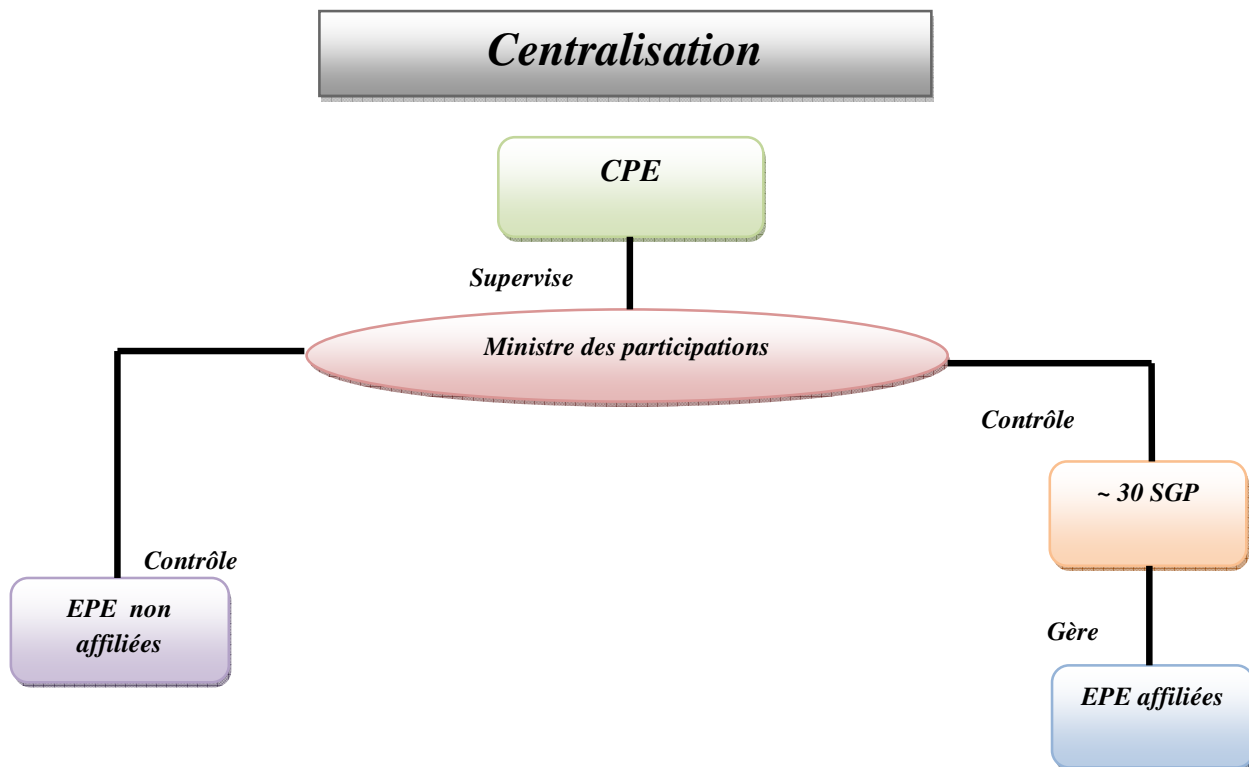 Centralisation
CPE
Supervise
Ministre des participations
Contrôle
~ 30 SGP
Contrôle
EPE non
affiliées
Gère
EPE affiliées